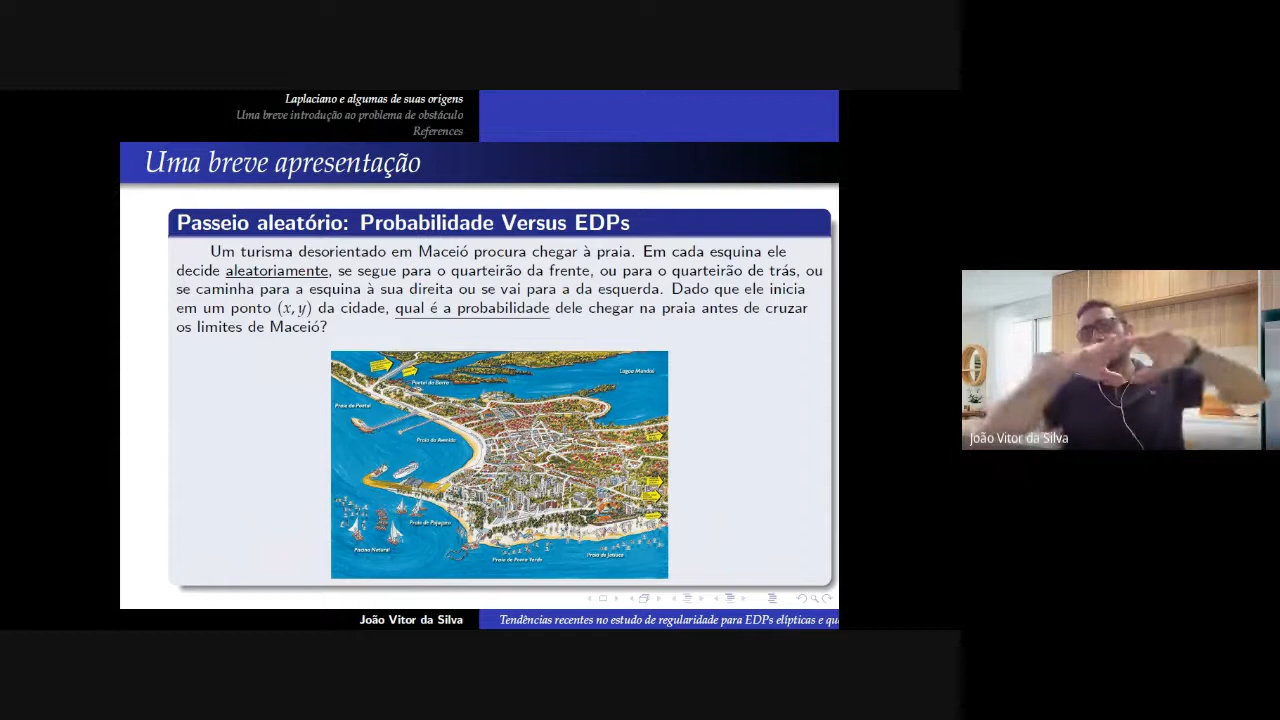 Laplaciano e algumas de suas origens
Uma breve introdução ao problema de obstáculo
References
Uma breve apresentação
Passeio aleatório: Probabilidade Versus EDPs
Um turisma desorientado em Maceió procura chegar à praia. Em cada esquina ele
decide aleatoriamente, se segue para o quarteirão da frente, ou para o quarteirão de trás, ou
se caminha para a esquina à sua direita ou se vai para a da esquerda. Dado que ele inicia
em um ponto (x, y) da cidade, qual é a probabilidade dele chegar na praia antes de cruzar
os limites de Maceió?
Lagoa Mundaú
Pontal da Barra
Praia do Pontal
Praia da Avenida
Praia de Pajuçara
Piscina Natural
Praia de Ponta Verde
Praia de Jatiúca
João Vitor da Silva
João Vitor da Silva
Tendências recentes no estudo de regularidade para EDPs elípticas e qu